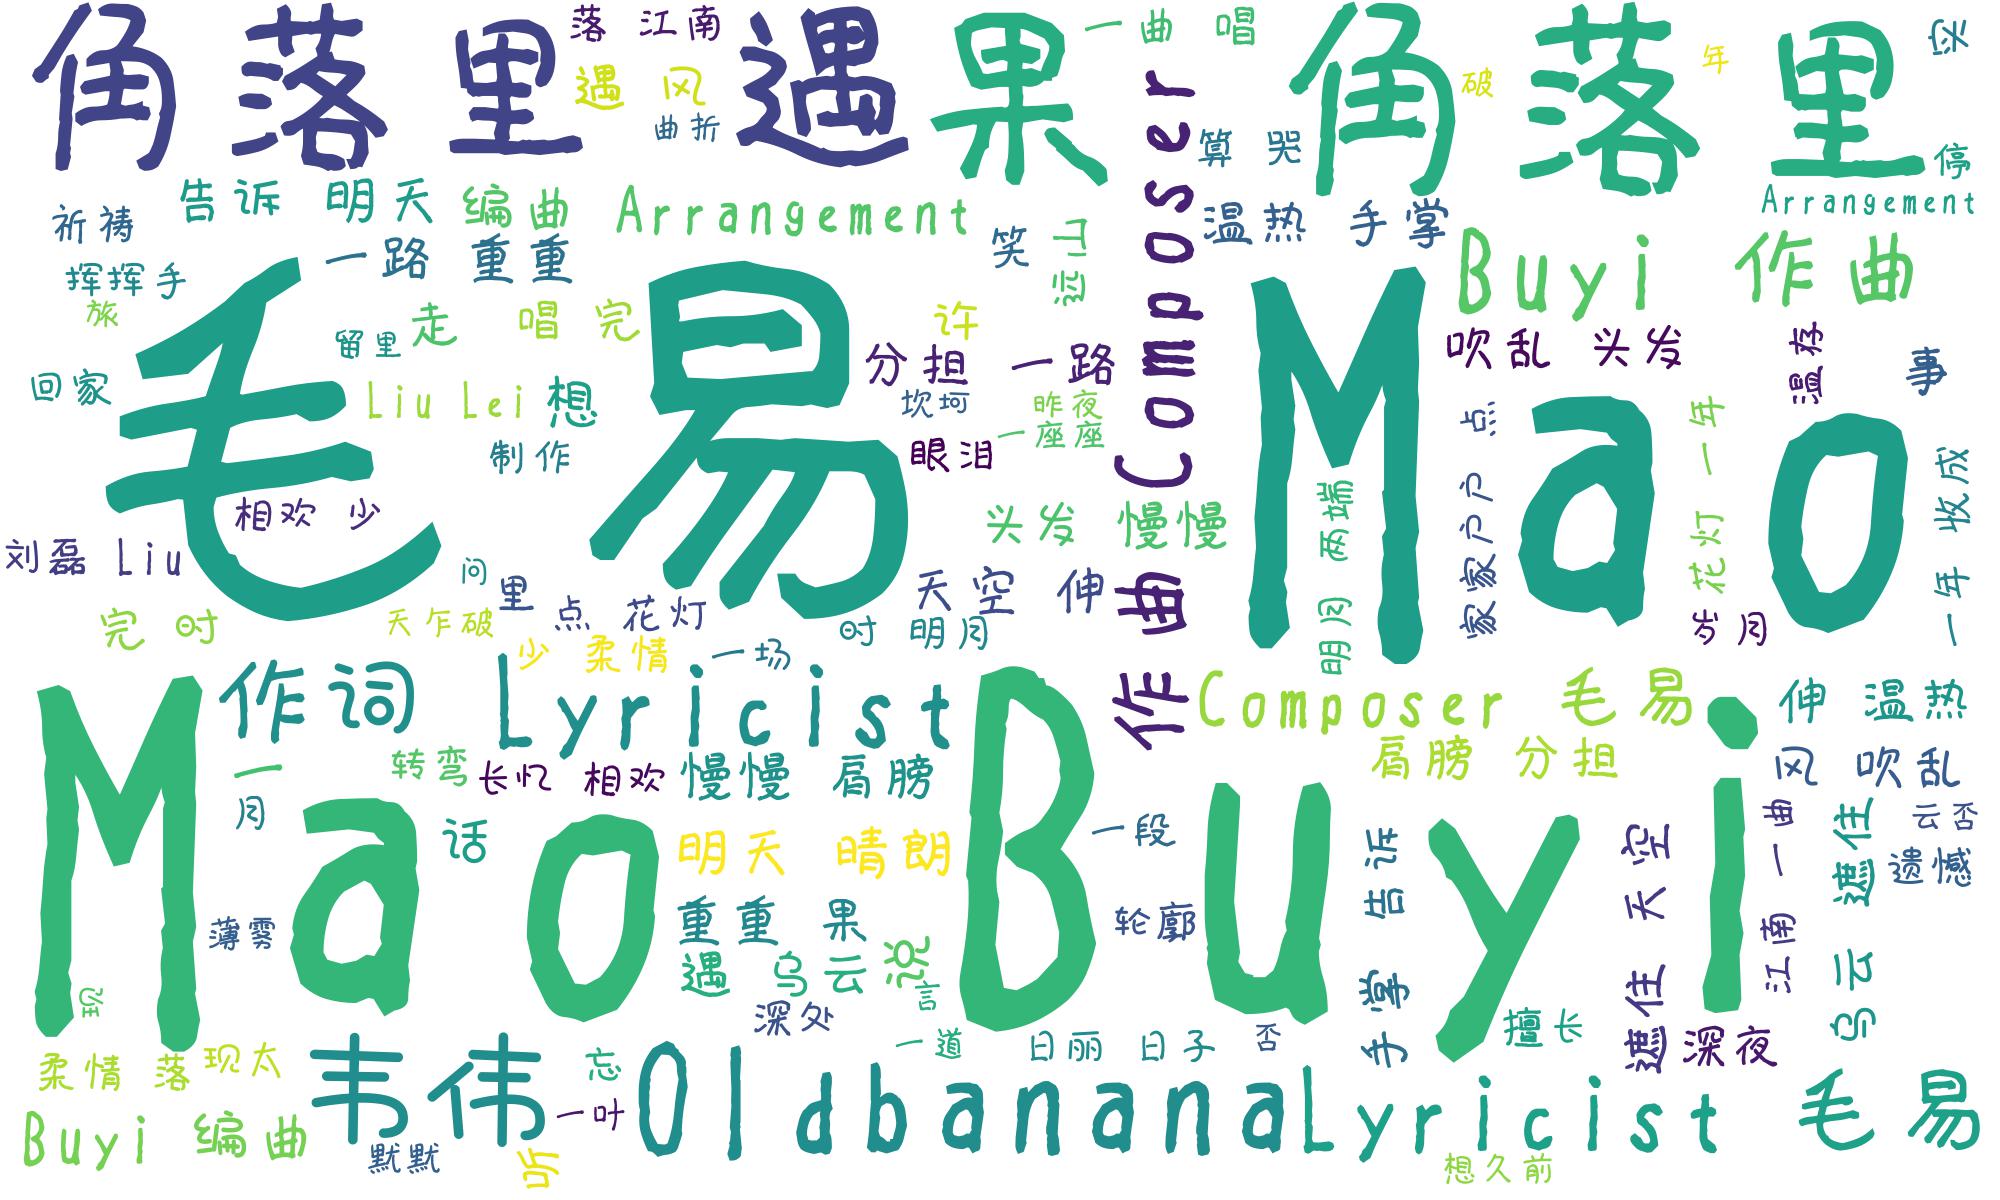 角落里 遇
落 江南
遇 风
曲折
果 角落里
一曲 唱
破
年
停
算 哭
祈祷
告诉 明天
编曲 Arrangement
作曲 Composer
温热 手掌
Arrangement
挥挥手
一路 重重
笑
远山
Buyi 作曲
旅
留里
走
唱 完
许
毛易
Mao
吹乱 头发
温存
事
回家
Liu Lei
想
分担 一路
坎坷
昨夜
一座座
制作
眼泪
家家户户 点
花灯 一年
一年 收成
明月 两端
相欢 少
刘磊 Liu
头发 慢慢
问
里
天空 伸
完 时
天乍破
点 花灯
时 明月
岁月
少 柔情
一场
Mao Buyi
作词 Lyricist
Composer 毛易
伸 温热
一
转弯
长忆 相欢
慢慢 肩膀
肩膀 分担
风 吹乱
月
话
明天 晴朗
一段
手掌 告诉
遮住 天空
江南 一曲
乌云 遮住
云否
遗憾
薄雾
重重 果
遇 乌云
说
言
轮廓
深处
擅长
柔情 落
现太
韦伟
忘
一道
日丽 日子
否
深夜
Buyi 编曲
默默
一叶
听
Oldbanana
Lyricist 毛易
想久前